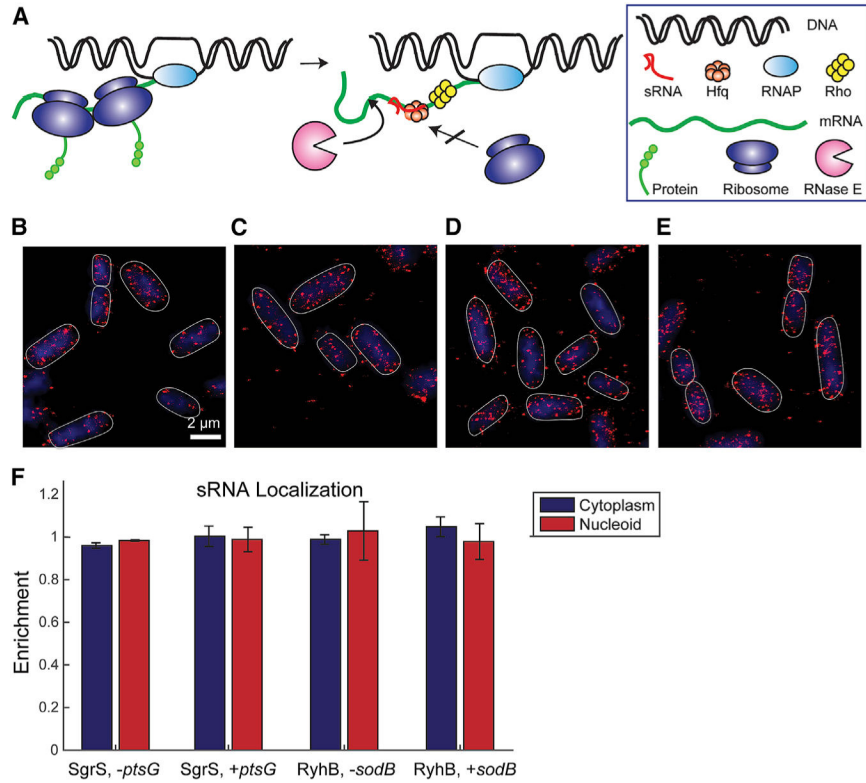 A
DNA
sRNA Hfq RNAP Rho
mRNA
Protein Ribosome RNase E
B C D E
2 μm
F
sRNA Localization
Cytoplasm
Nucleoid
Enrichment
1.2
1
0.8
0.6
0.4
0.2
0
SgrS, -ptsG SgrS, +ptsG RyhB, -sodB RyhB, +sodB